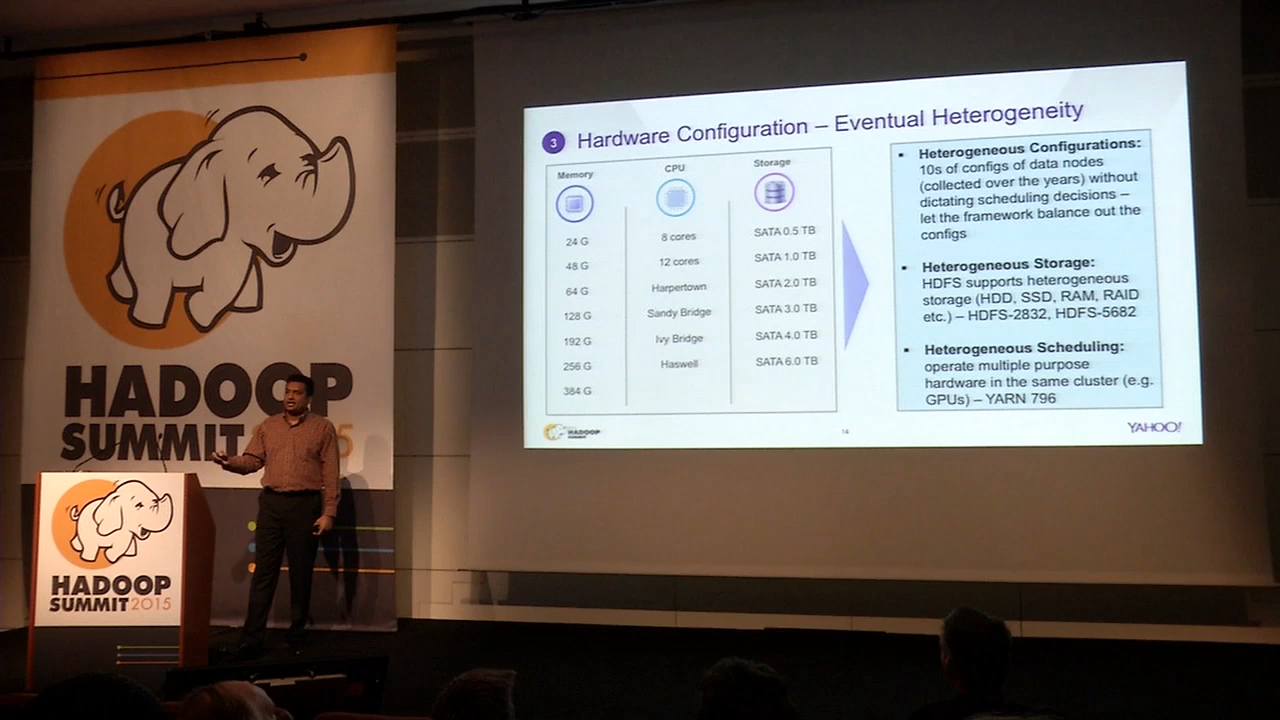 HADOOP
SUMMIT 2015
HADOOP
SUMMIT 2015
3 Hardware Configuration – Eventual Heterogeneity
Memory
24 G
48 G
64 G
128 G
192 G
256 G
384 G
CPU
8 cores
12 cores
Harpertown
Sandy Bridge
Ivy Bridge
Haswell
Storage
SATA 0.5 TB
SATA 1.0 TB
SATA 2.0 TB
SATA 3.0 TB
SATA 4.0 TB
SATA 6.0 TB
▪ Heterogeneous Configurations:
10s of configs of data nodes
(collected over the years) without
dictating scheduling decisions –
let the framework balance out the
configs
▪ Heterogeneous Storage:
HDFS supports heterogeneous
storage (HDD, SSD, RAM, RAID
etc.) – HDFS-2832, HDFS-5682
▪ Heterogeneous Scheduling:
operate multiple purpose
hardware in the same cluster (e.g.
GPUs) – YARN 796
HADOOP
SUMMIT
14
YAHOO!